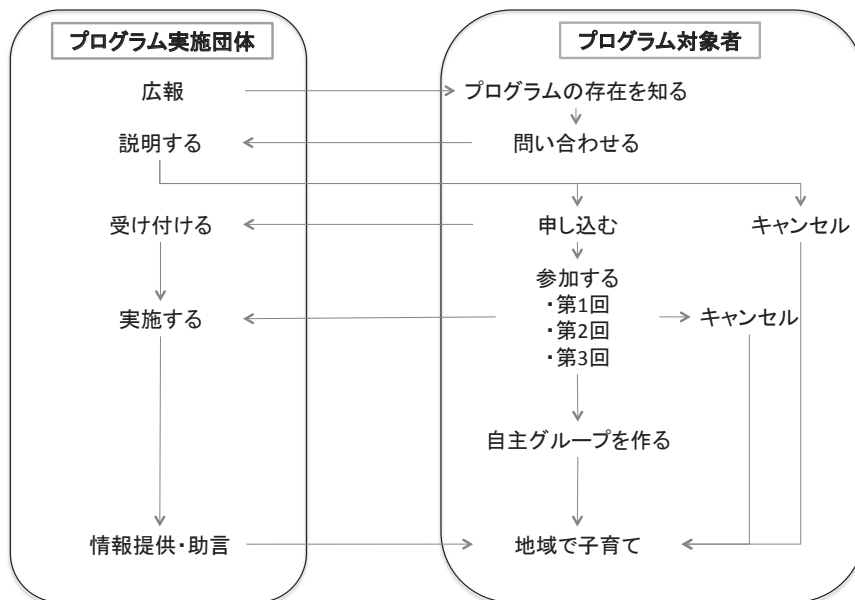 プログラム実施団体
プログラム対象者
広報
プログラムの存在を知る
説明する
問い合わせる
受け付ける
申し込む
キャンセル
参加する
・第1回
・第2回
・第3回
実施する
キャンセル
自主グループを作る
情報提供・助言
地域で子育て